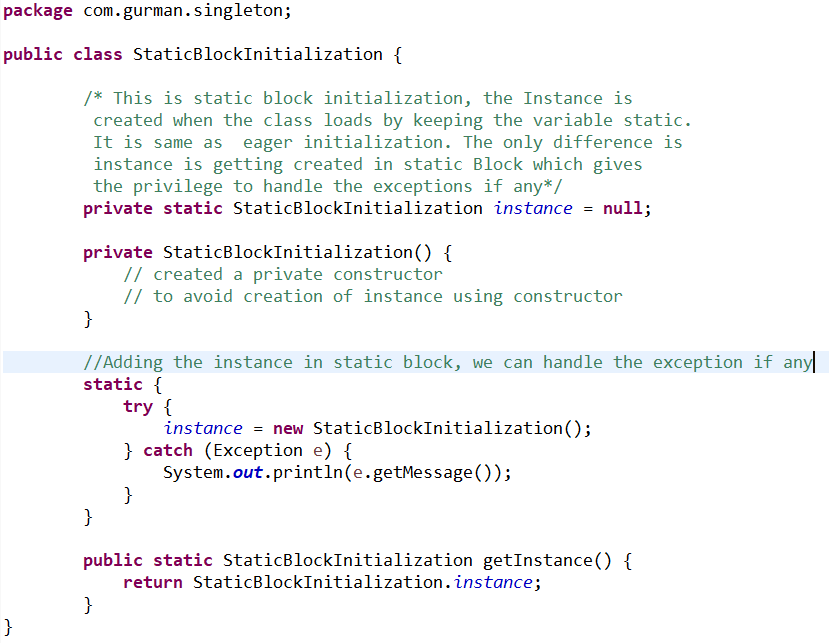 package com.gurman.singleton;
public class StaticBlockInitialization {
/* This is static block initialization, the Instance is
created when the class loads by keeping the variable static.
It is same as  eager initialization. The only difference is
instance is getting created in static Block which gives
the privilege to handle the exceptions if any*/
private static StaticBlockInitialization instance = null;
private StaticBlockInitialization() {
// created a private constructor
// to avoid creation of instance using constructor
}
//Adding the instance in static block, we can handle the exception if any
static {
try {
instance = new StaticBlockInitialization();
} catch (Exception e) {
System.out.println(e.getMessage());
}
}
public static StaticBlockInitialization getInstance() {
return StaticBlockInitialization.instance;
}
}